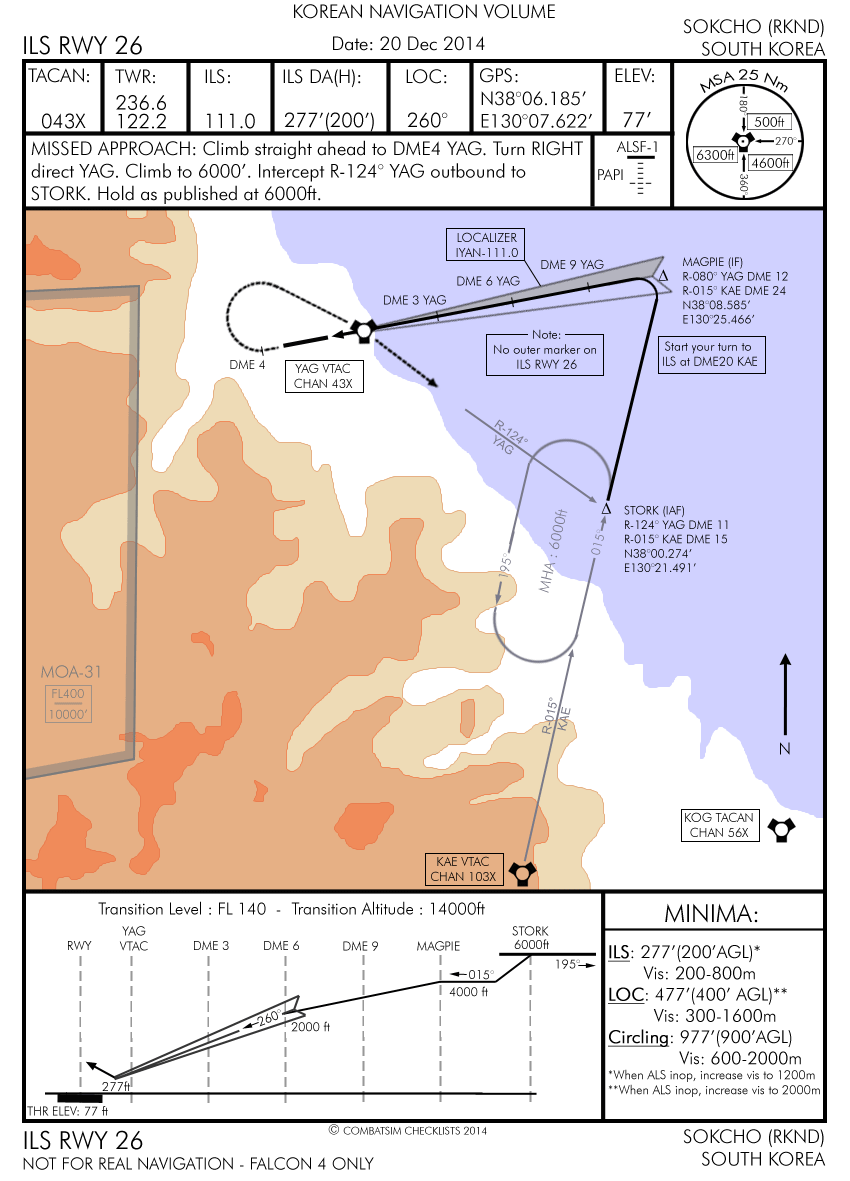 KOREAN NAVIGATION VOLUME
ILS RWY 26
Date: 20 Dec 2014
SOKCHO (RKND)
SOUTH KOREA
TACAN:
043X
TWR:
236.6
122.2
ILS:
111.0
ILS DA(H):
277’(200’)
LOC:
260°
GPS:
N38°06.185’
E130°07.622’
ELEV:
77’
MSA 25 Nm
180°
500ft
270°
6300ft
4600ft
360°
MISSED APPROACH: Climb straight ahead to DME4 YAG. Turn RIGHT
direct YAG. Climb to 6000’. Intercept R-124° YAG outbound to
STORK. Hold as published at 6000ft.
ALSF-1
PAPI
LOCALIZER
IYAN-111.0
DME 9 YAG
DME 6 YAG
DME 3 YAG
MAGPIE (IF)
R-080° YAG DME 12
R-015° KAE DME 24
N38°08.585’
E130°25.466’
Note:
No outer marker on
ILS RWY 26
Start your turn to
ILS at DME20 KAE
DME 4
YAG VTAC
CHAN 43X
R-124°
YAG
STORK (IAF)
R-124° YAG DME 11
R-015° KAE DME 15
N38°00.274’
E130°21.491’
MHA : 6000ft
015°
195°
MOA-31
FL400
10000’
R-015°
KAE
N
KOG TACAN
CHAN 56X
KAE VTAC
CHAN 103X
Transition Level : FL 140 - Transition Altitude : 14000ft
RWY
YAG
VTAC
DME 3
DME 6
DME 9
MAGPIE
STORK
6000ft
195°
015°
4000 ft
260°
2000 ft
277ft
THR ELEV: 77 ft
MINIMA:
ILS: 277’(200’AGL)*
Vis: 200-800m
LOC: 477’(400’ AGL)**
Vis: 300-1600m
Circling: 977’(900’AGL)
Vis: 600-2000m
*When ALS inop, increase vis to 1200m
**When ALS inop, increase vis to 2000m
ILS RWY 26
NOT FOR REAL NAVIGATION - FALCON 4 ONLY
© COMBATSIM CHECKLISTS 2014
SOKCHO (RKND)
SOUTH KOREA